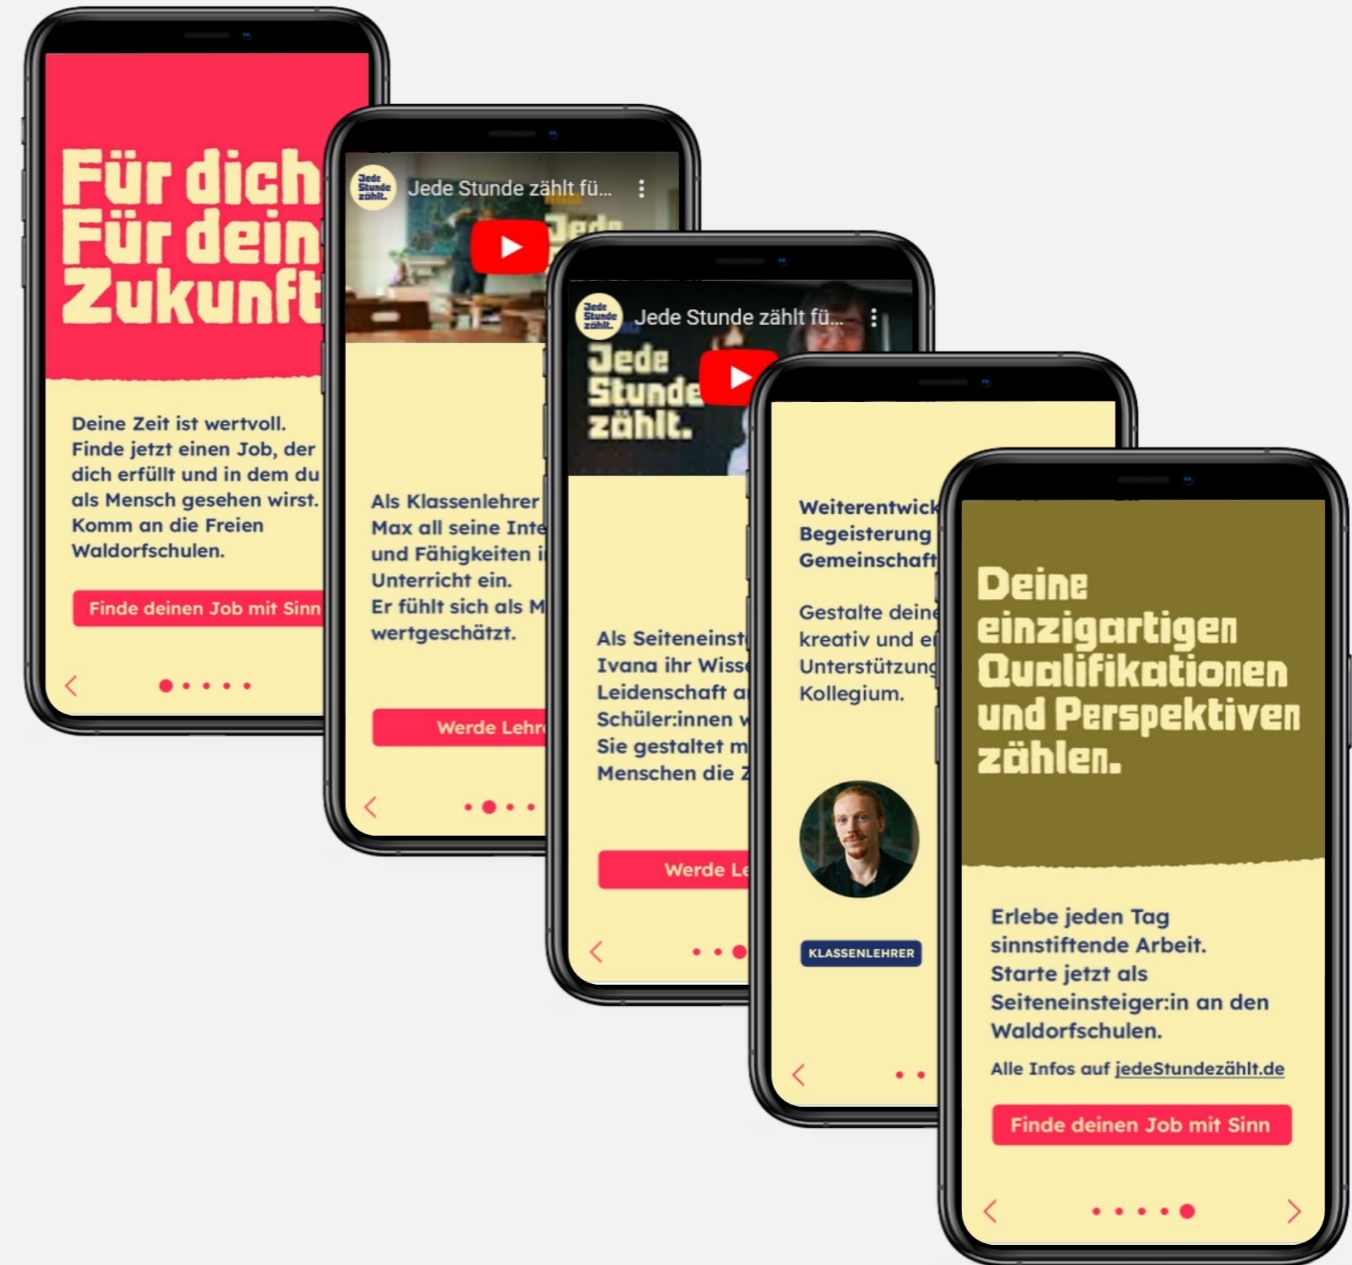 Für dich
Für dein
Zukunft
Deine Zeit ist wertvoll.
Finde jetzt einen Job, der
dich erfüllt und in dem du
als Mensch gesehen wirst.
Komm an die Freien
Waldorfschulen.
Finde deinen Job mit Sinn
Jede
Stunde
zählt.
Jede Stunde zählt fü...
Jede
Als Klassenlehrer
Max all seine Inte
und Fähigkeiten i
Unterricht ein.
Er fühlt sich als M
wertgeschätzt.
Werde Lehr
Jede
Stunde
zählt.
Jede Stunde zählt fü...
Jede
Stunde
zählt.
Als Seiteneinst
Ivana ihr Wiss
Leidenschaft a
Schüler:innen w
Sie gestaltet m
Menschen die Z
Werde Le
Weiterentwick
Begeisterung
Gemeinschaft
Gestalte deine
kreativ und e
Unterstützung
Kollegium.
KLASSENLEHRER
Deine
einzigartigen
Qualifikationen
und Perspektiven
zählen.
Erlebe jeden Tag
sinnstiftende Arbeit.
Starte jetzt als
Seiteneinsteiger:in an den
Waldorfschulen.
Alle Infos auf jedeStundezählt.de
Finde deinen Job mit Sinn